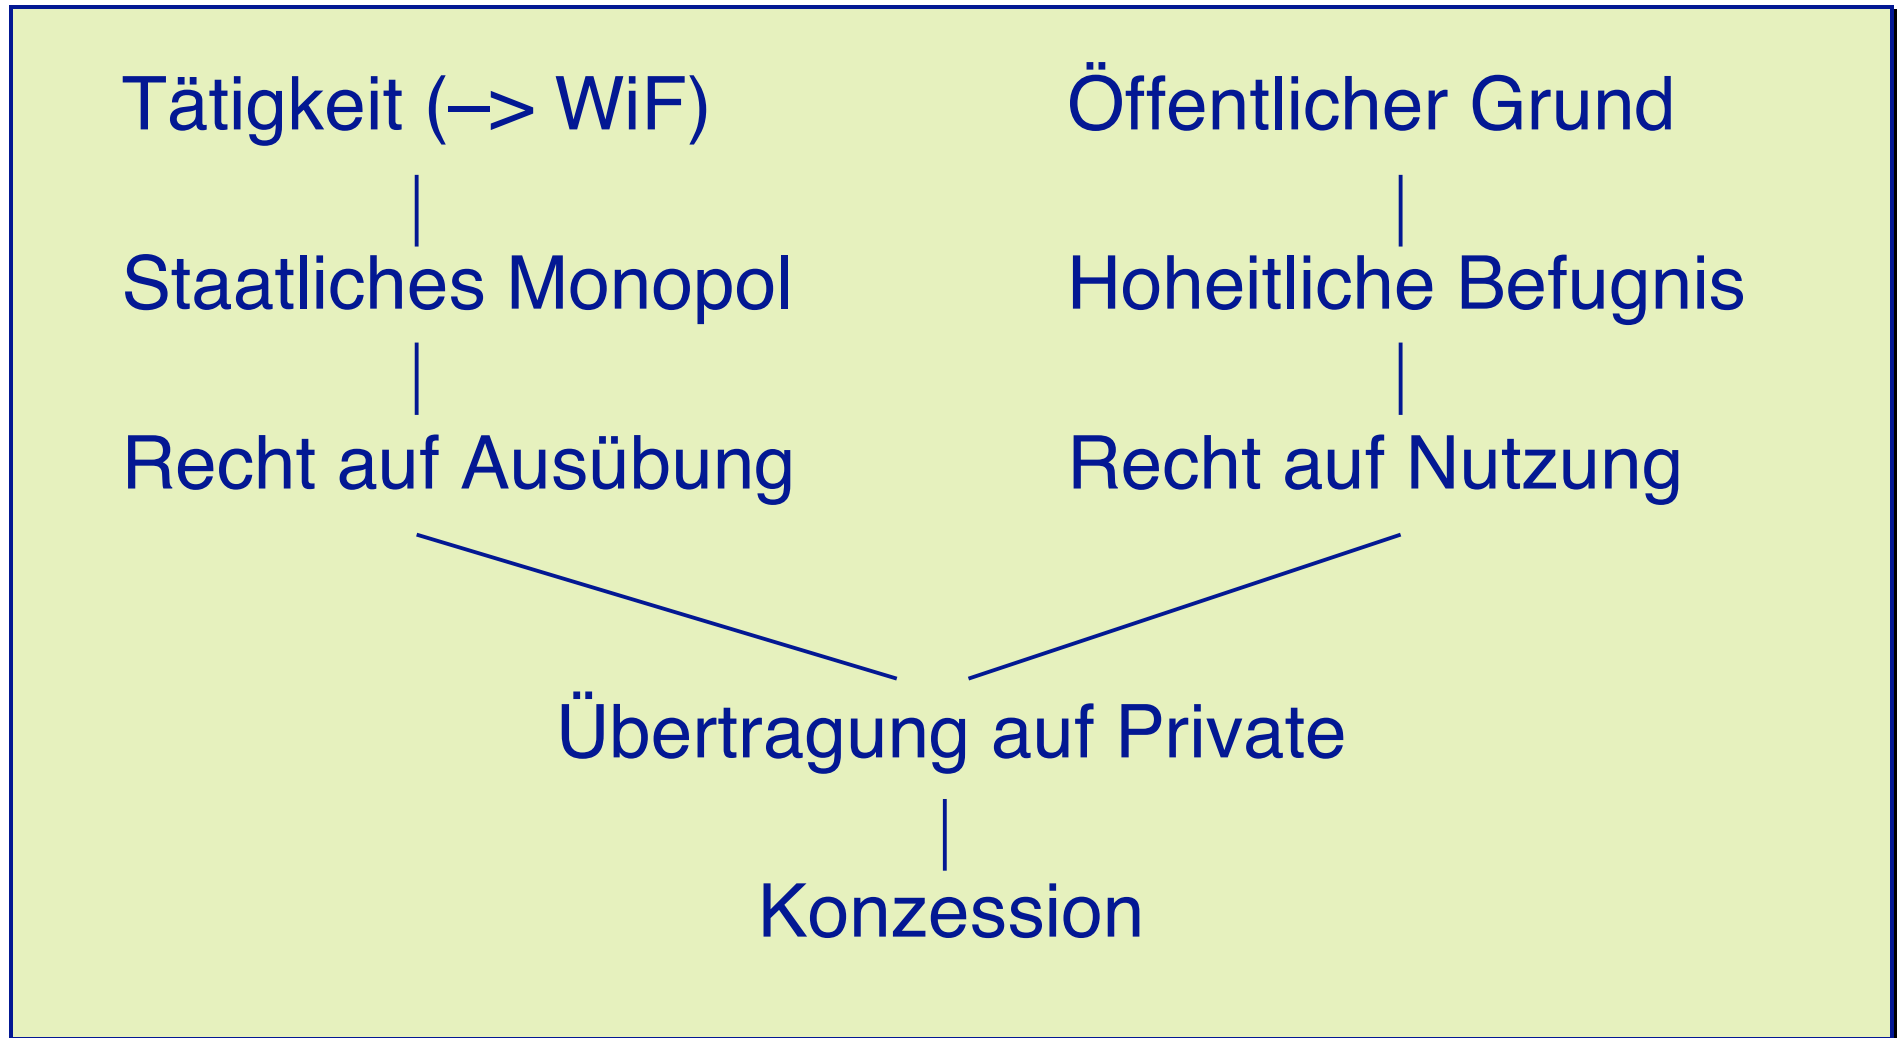 Tätigkeit (–> WiF)
Öffentlicher Grund
Staatliches Monopol
Hoheitliche Befugnis
Recht auf Ausübung
Recht auf Nutzung
Übertragung auf Private
Konzession